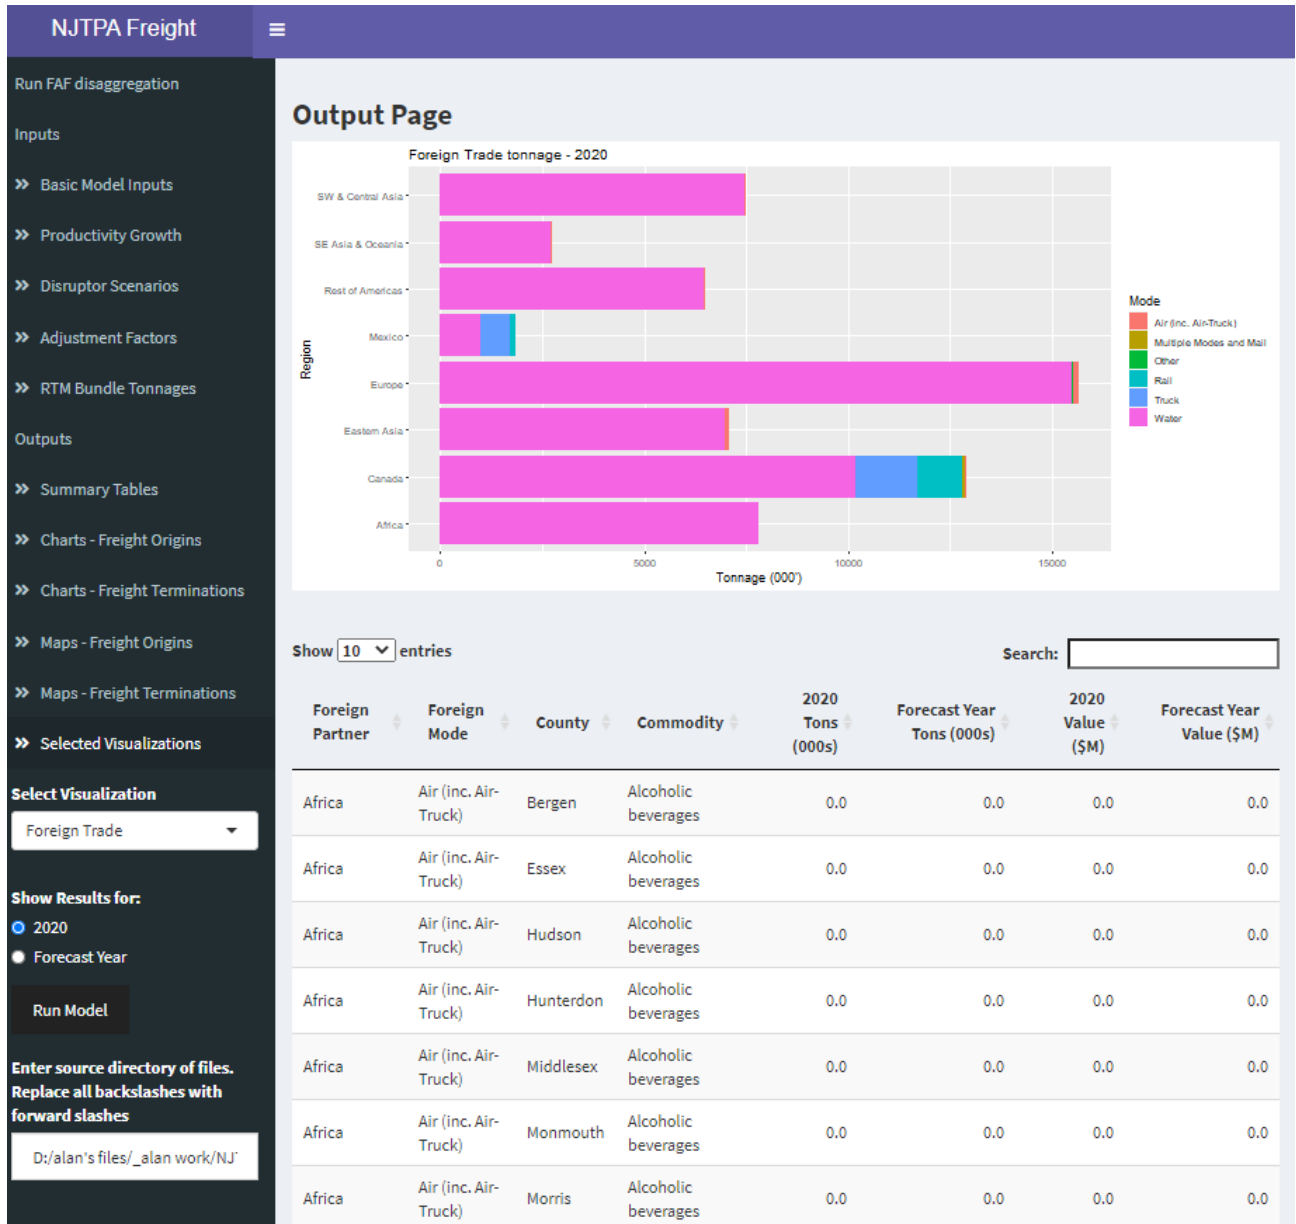 NJTPA Freight
Run FAF disaggregation
Inputs
Basic Model Inputs
Productivity Growth
Disruptor Scenarios
Adjustment Factors
RTM Bundle Tonnages
Outputs
Summary Tables
Charts - Freight Origins
Charts - Freight Terminations
Maps - Freight Origins
Maps - Freight Terminations
Selected Visualizations
Select Visualization
Foreign Trade
Show Results for:
2020
Forecast Year
Run Model
Enter source directory of files.
Replace all backslashes with
forward slashes
D:/alan's files/_alan work/NJT
Output Page
Foreign Trade tonnage - 2020
Region
SW & Central Asia
SE Asia & Oceania
Rest of Americas
Mexico
Europe
Eastern Asia
Canada
Africa
0 5000 10000 15000
Tonnage (000')
Mode
Air (inc. Air-Truck)
Multiple Modes and Mail
Other
Rail
Truck
Water
Show 10 entries
Search:
Foreign Partner Foreign Mode County Commodity 2020 Tons (000s) Forecast Year Tons (000s) 2020 Value ($M) Forecast Year Value ($M)
Africa Air (inc. Air-Truck) Bergen Alcoholic beverages 0.0 0.0 0.0 0.0
Africa Air (inc. Air-Truck) Essex Alcoholic beverages 0.0 0.0 0.0 0.0
Africa Air (inc. Air-Truck) Hudson Alcoholic beverages 0.0 0.0 0.0 0.0
Africa Air (inc. Air-Truck) Hunterdon Alcoholic beverages 0.0 0.0 0.0 0.0
Africa Air (inc. Air-Truck) Middlesex Alcoholic beverages 0.0 0.0 0.0 0.0
Africa Air (inc. Air-Truck) Monmouth Alcoholic beverages 0.0 0.0 0.0 0.0
Africa Air (inc. Air-Truck) Morris Alcoholic beverages 0.0 0.0 0.0 0.0